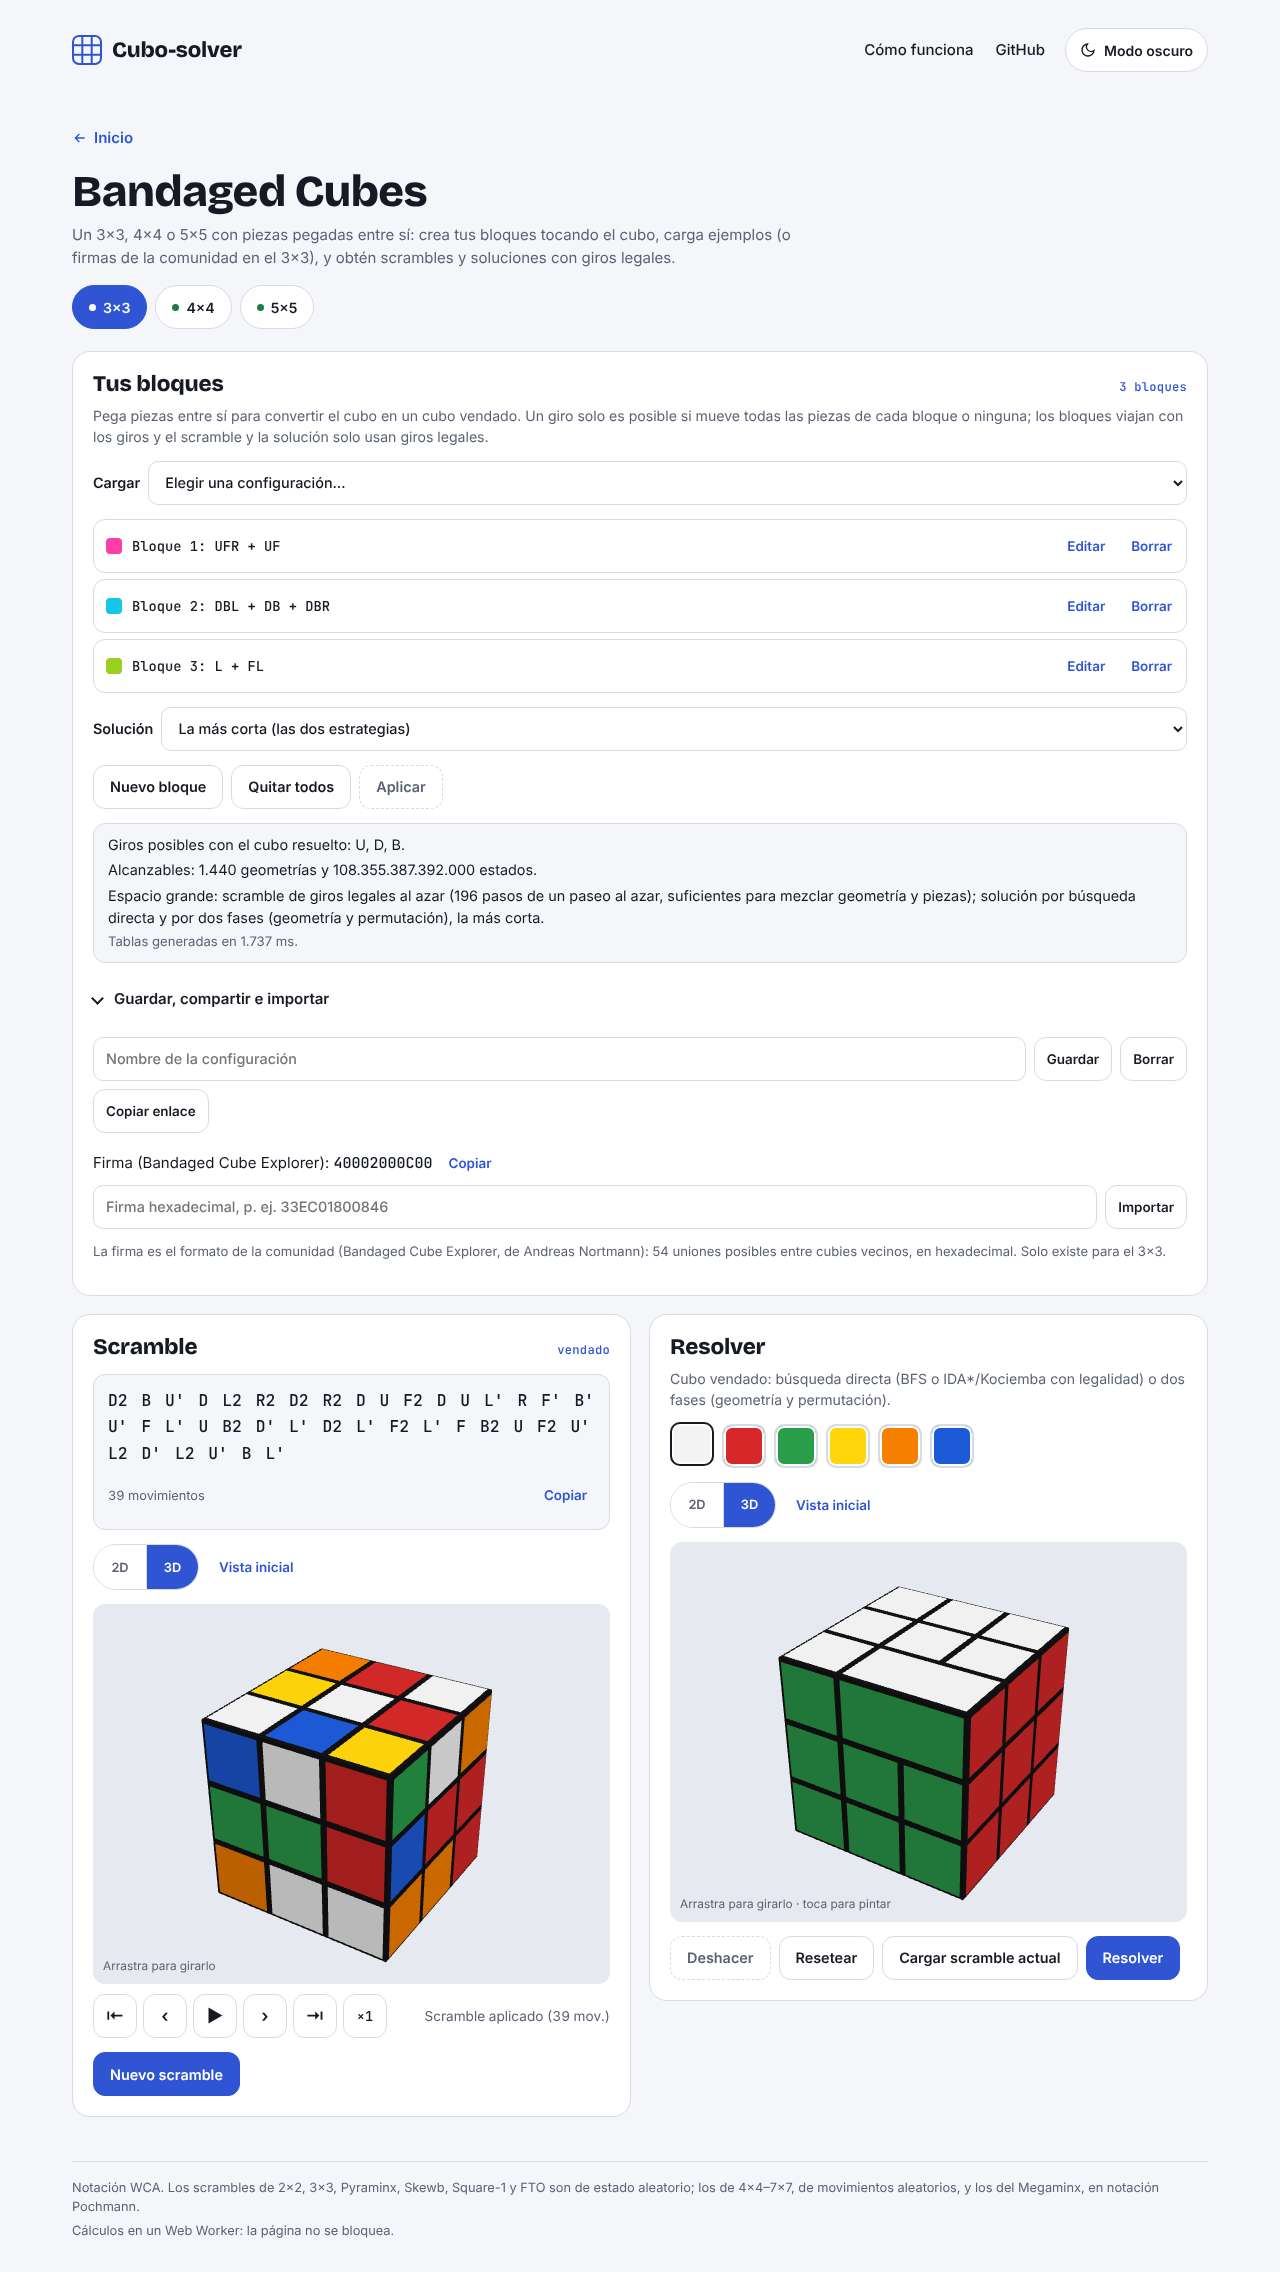 Cubo-solver
Cómo funciona
GitHub
Modo oscuro
← Inicio
Bandaged Cubes
Un 3×3, 4×4 o 5×5 con piezas pegadas entre sí: crea tus bloques tocando el cubo, carga ejemplos (o
firmas de la comunidad en el 3×3), y obtén scrambles y soluciones con giros legales.
3×3
4×4
5×5
Tus bloques
3 bloques
Pega piezas entre sí para convertir el cubo en un cubo vendado. Un giro solo es posible si mueve todas las piezas de cada bloque o ninguna; los bloques viajan con
los giros y el scramble y la solución solo usan giros legales.
Cargar
Elegir una configuración...
Bloque 1: UFR + UF
Editar
Borrar
Bloque 2: DBL + DB + DBR
Editar
Borrar
Bloque 3: L + FL
Editar
Borrar
Solución
La más corta (las dos estrategias)
Nuevo bloque
Quitar todos
Aplicar
Giros posibles con el cubo resuelto: U, D, B.
Alcanzables: 1.440 geometrías y 108.355.387.392.000 estados.
Espacio grande: scramble de giros legales al azar (196 pasos de un paseo al azar, suficientes para mezclar geometría y piezas); solución por búsqueda
directa y por dos fases (geometría y permutación), la más corta.
Tablas generadas en 1.737 ms.
Guardar, compartir e importar
Nombre de la configuración
Guardar
Borrar
Copiar enlace
Firma (Bandaged Cube Explorer): 40002000C00
Copiar
Firma hexadecimal, p. ej. 33EC01800846
Importar
La firma es el formato de la comunidad (Bandaged Cube Explorer, de Andreas Nortmann): 54 uniones posibles entre cubies vecinos, en hexadecimal. Solo existe para el 3×3.
Scramble
vendado
D2 B U' D L2 R2 D2 R2 D U F2 D U L' R F' B'
U' F L' U B2 D' L' D2 L' F2 L' F B2 U F2 U'
L2 D' L2 U' B L'
39 movimientos
Copiar
2D
3D
Vista inicial
Arrastra para girarlo
×1
Scramble aplicado (39 mov.)
Nuevo scramble
Resolver
Cubo vendado: búsqueda directa (BFS o IDA*/Kociemba con legalidad) o dos
fases (geometría y permutación).
2D
3D
Vista inicial
Arrastra para girarlo · toca para pintar
Deshacer
Resetear
Cargar scramble actual
Resolver
Notación WCA. Los scrambles de 2×2, 3×3, Pyraminx, Skewb, Square-1 y FTO son de estado aleatorio; los de 4×4–7×7, de movimientos aleatorios, y los del Megaminx, en notación
Pochmann.
Cálculos en un Web Worker: la página no se bloquea.